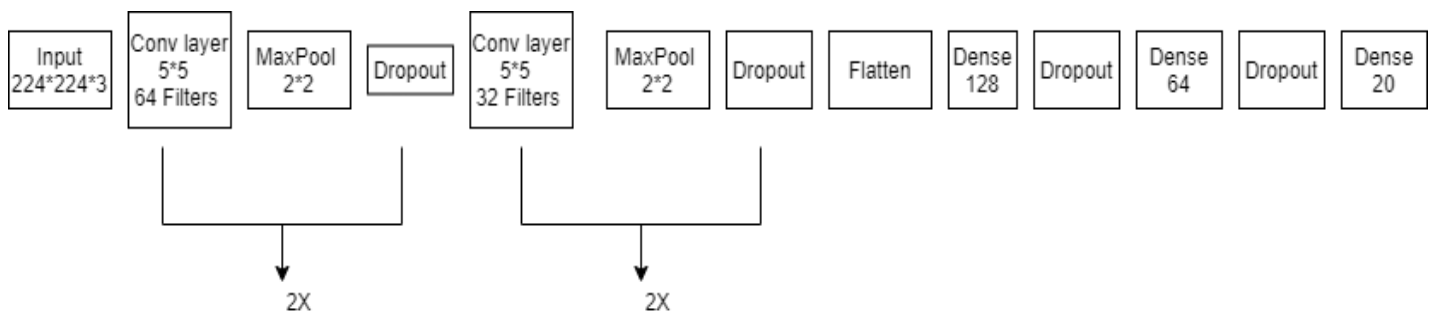 Input
224*224*3
Conv layer
5*5
64 Filters
MaxPool
2*2
Dropout
Conv layer
5*5
32 Filters
MaxPool
2*2
Dropout
Flatten
Dense
128
Dropout
Dense
64
Dropout
Dense
20
2X
2X